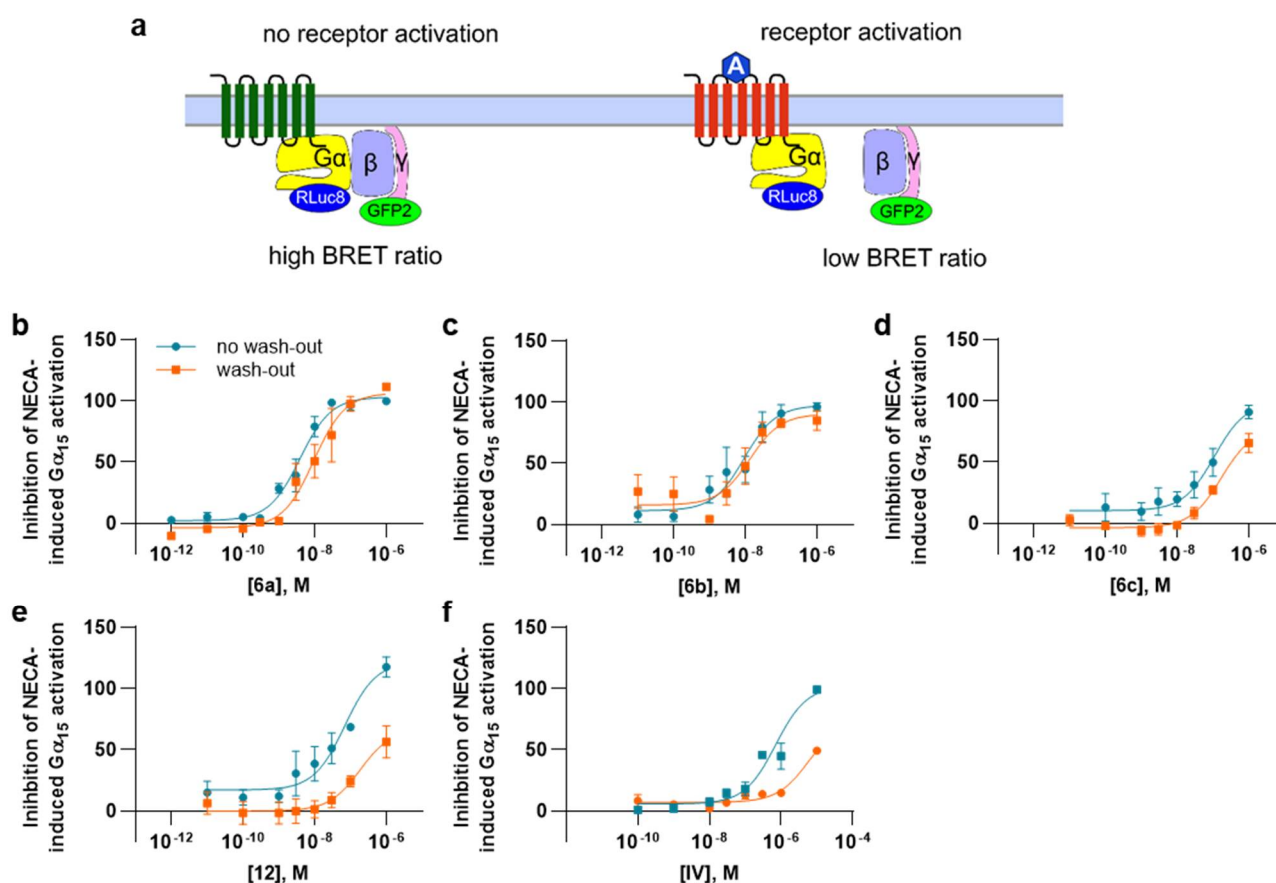 a
no receptor activation
receptor activation
A
Gα
β
γ
RLuc8
GFP2
Gα
β
γ
RLuc8
GFP2
high BRET ratio
low BRET ratio
b
Inihbition of NECA-
induced Gα15 activation
150
100
50
0
no wash-out
wash-out
10-12
10-10
10-8
10-6
[6a], M
c
Inihbition of NECA-
induced Gα15 activation
150
100
50
0
10-12
10-10
10-8
10-6
[6b], M
d
Inihbition of NECA-
induced Gα15 activation
150
100
50
0
10-12
10-10
10-8
10-6
[6c], M
e
Inihbition of NECA-
induced Gα15 activation
150
100
50
0
10-12
10-10
10-8
10-6
[12], M
f
Inihbition of NECA-
induced Gα15 activation
150
100
50
0
10-10
10-8
10-6
10-4
[IV], M